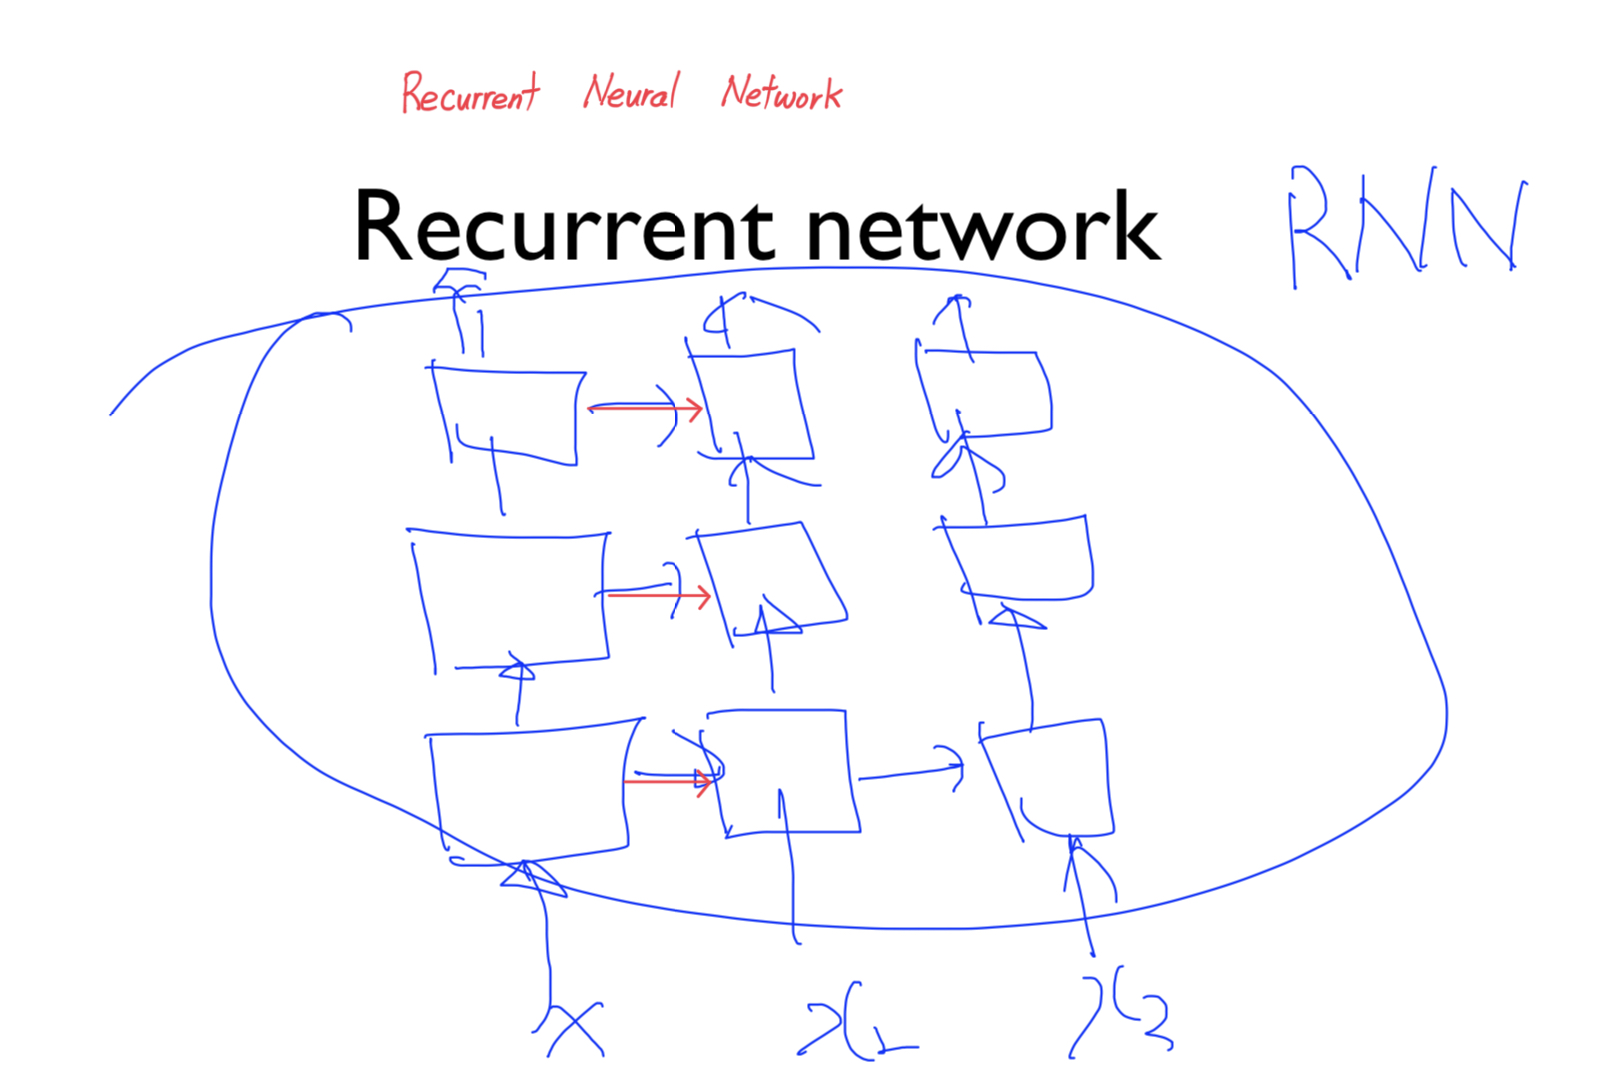 Recurrent Neural Network
Recurrent network
RNN
x x₁ x₂